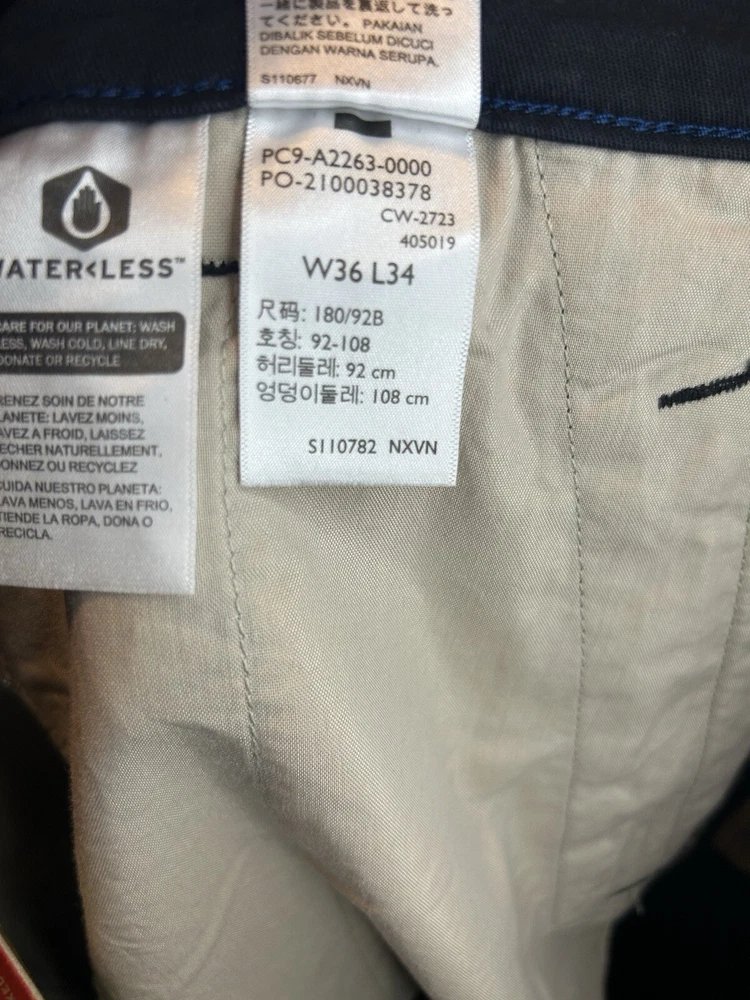 一緒に製品を裏返して洗っ
てください。PAKAIAN
DIBALIK SEBELUM DICUCI
DENGAN WARNA SERUPA.
S110677 NXVN
PC9-A2263-0000
PO-2100038378
CW-2723
405019
W36 L34
尺码: 180/92B
호칭: 92-108
허리둘레: 92 cm
엉덩이둘레: 108 cm
S110782 NXVN
WATER<LESS™
CARE FOR OUR PLANET: WASH
LESS, WASH COLD, LINE DRY,
DONATE OR RECYCLE
PRENEZ SOIN DE NOTRE
PLANETE: LAVEZ MOINS,
LAVEZ A FROID, LAISSEZ
SECHER NATURELLEMENT,
DONNEZ OU RECYCLEZ
CUIDA NUESTRO PLANETA:
LAVA MENOS, LAVA EN FRIO,
TIENDE LA ROPA, DONA O
RECICLA.